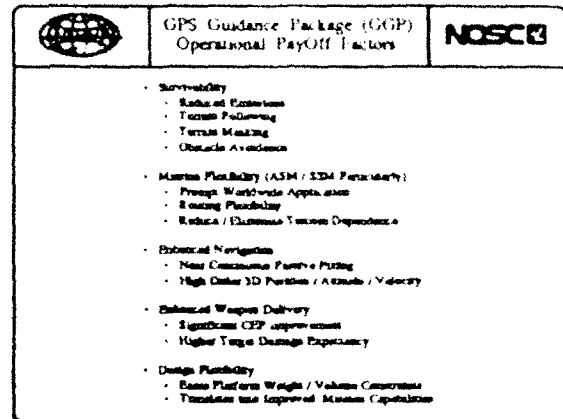 GPS Guidance Package (GGP)
Operational PayOff Factors
NOSC
· Survivability
· Reduced Emissions
· Terrain Following
· Terrain Masking
· Obstacle Avoidance
· Mission Flexibility (ASM / SSM Particularly)
· Prompt Worldwide Application
· Routing Flexibility
· Reduce / Eliminate Terrain Dependence
· Enhanced Navigation
· Near Continuous Passive Fixing
· High Order 3D Position / Attitude / Velocity
· Enhanced Weapon Delivery
· Significant CEP improvement
· Higher Target Damage Expectancy
· Design Flexibility
· Eases Platform Weight / Volume Constraints
· Translates into Improved Mission Capabilities